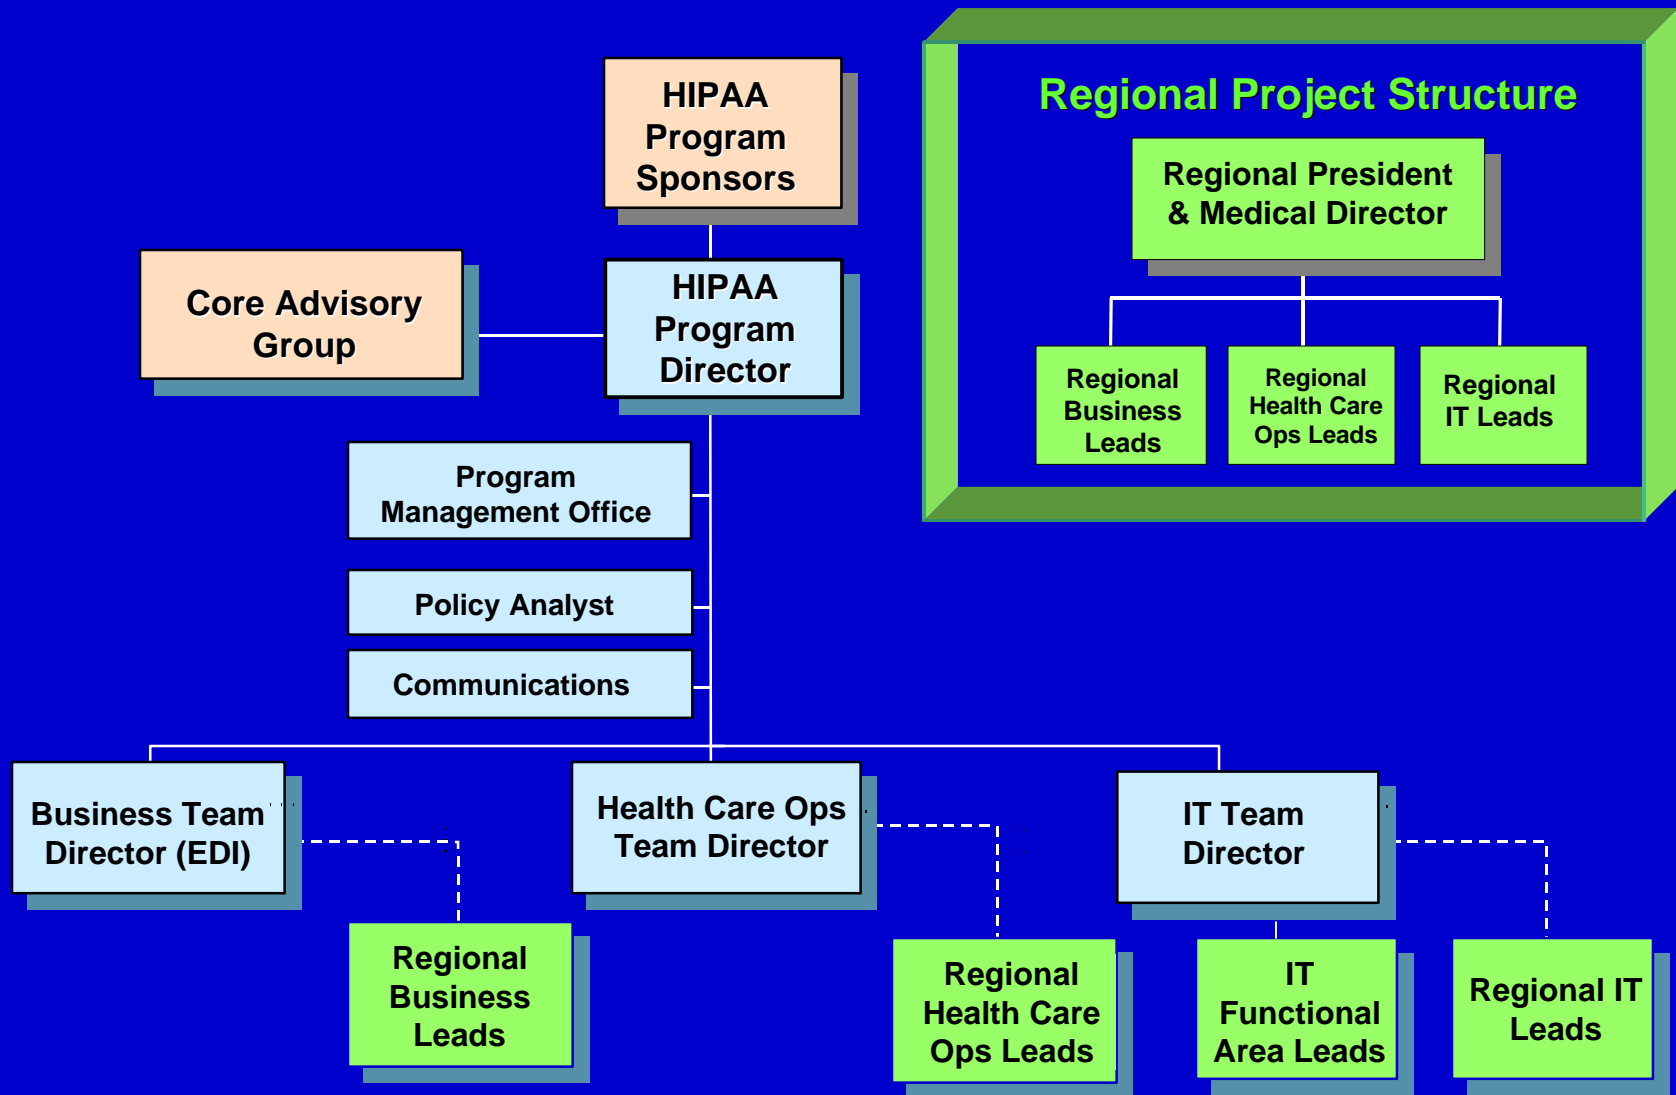 HIPAA
Program
Sponsors
Regional Project Structure
Regional President
& Medical Director
Regional
Business
Leads
Regional
Health Care
Ops Leads
Regional
IT Leads
Core Advisory
Group
HIPAA
Program
Director
Program
Management Office
Policy Analyst
Communications
Business Team
Director (EDI)
Health Care Ops
Team Director
IT Team
Director
Regional
Business
Leads
Regional
Health Care
Ops Leads
IT
Functional
Area Leads
Regional IT
Leads